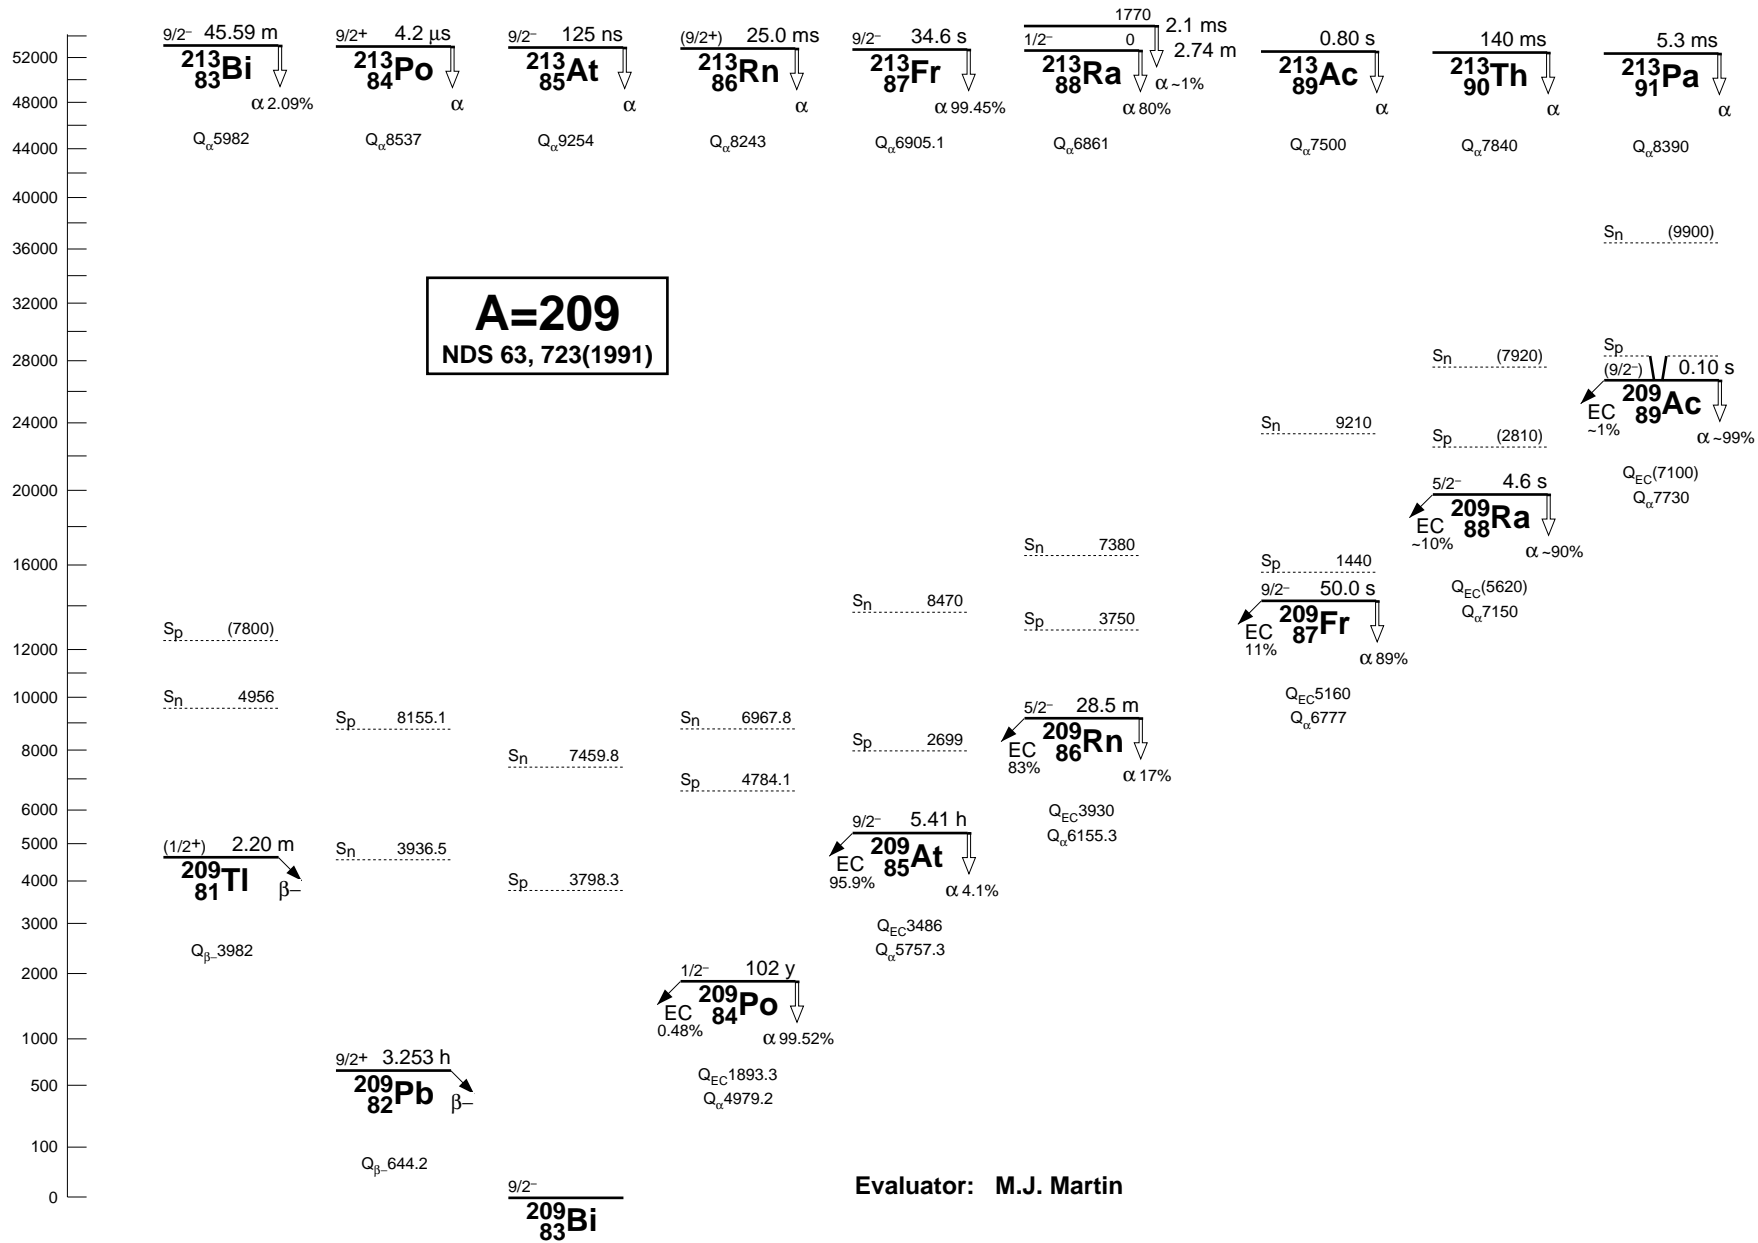 9/2– 45.59 m
213 83 Bi
α 2.09%
Qα5982
9/2+ 4.2 μs
213 84 Po
α
Qα8537
9/2– 125 ns
213 85 At
α
Qα9254
(9/2+) 25.0 ms
213 86 Rn
α
Qα8243
9/2– 34.6 s
213 87 Fr
α 99.45%
Qα6905.1
1770 2.1 ms
1/2– 0 2.74 m
213 88 Ra
α ~1%
α 80%
Qα6861
0.80 s
213 89 Ac
α
Qα7500
140 ms
213 90 Th
α
Qα7840
5.3 ms
213 91 Pa
α
Qα8390
52000
48000
44000
40000
36000
32000
28000
24000
20000
16000
12000
10000
8000
6000
5000
4000
3000
2000
1000
500
100
0
A=209
NDS 63, 723(1991)
Sp (7800)
Sn 4956
(1/2+) 2.20 m
209 81 Tl
β–
Qβ–3982
Sp 8155.1
Sn 3936.5
9/2+ 3.253 h
209 82 Pb
β–
Qβ–644.2
Sn 7459.8
Sp 3798.3
9/2–
209 83 Bi
Sn 6967.8
Sp 4784.1
1/2– 102 y
209 84 Po
EC
0.48%
α 99.52%
QEC1893.3
Qα4979.2
Sn 8470
Sp 2699
9/2– 5.41 h
209 85 At
EC
95.9%
α 4.1%
QEC3486
Qα5757.3
Sn 7380
Sp 3750
5/2– 28.5 m
209 86 Rn
EC
83%
α 17%
QEC3930
Qα6155.3
Sn 9210
Sp 1440
9/2– 50.0 s
209 87 Fr
EC
11%
α 89%
QEC5160
Qα6777
Sn (7920)
Sp (2810)
5/2– 4.6 s
209 88 Ra
EC
~10%
α ~90%
QEC(5620)
Qα7150
Sn (9900)
Sp
(9/2–) 0.10 s
209 89 Ac
EC
~1%
α ~99%
QEC(7100)
Qα7730
Evaluator: M.J. Martin